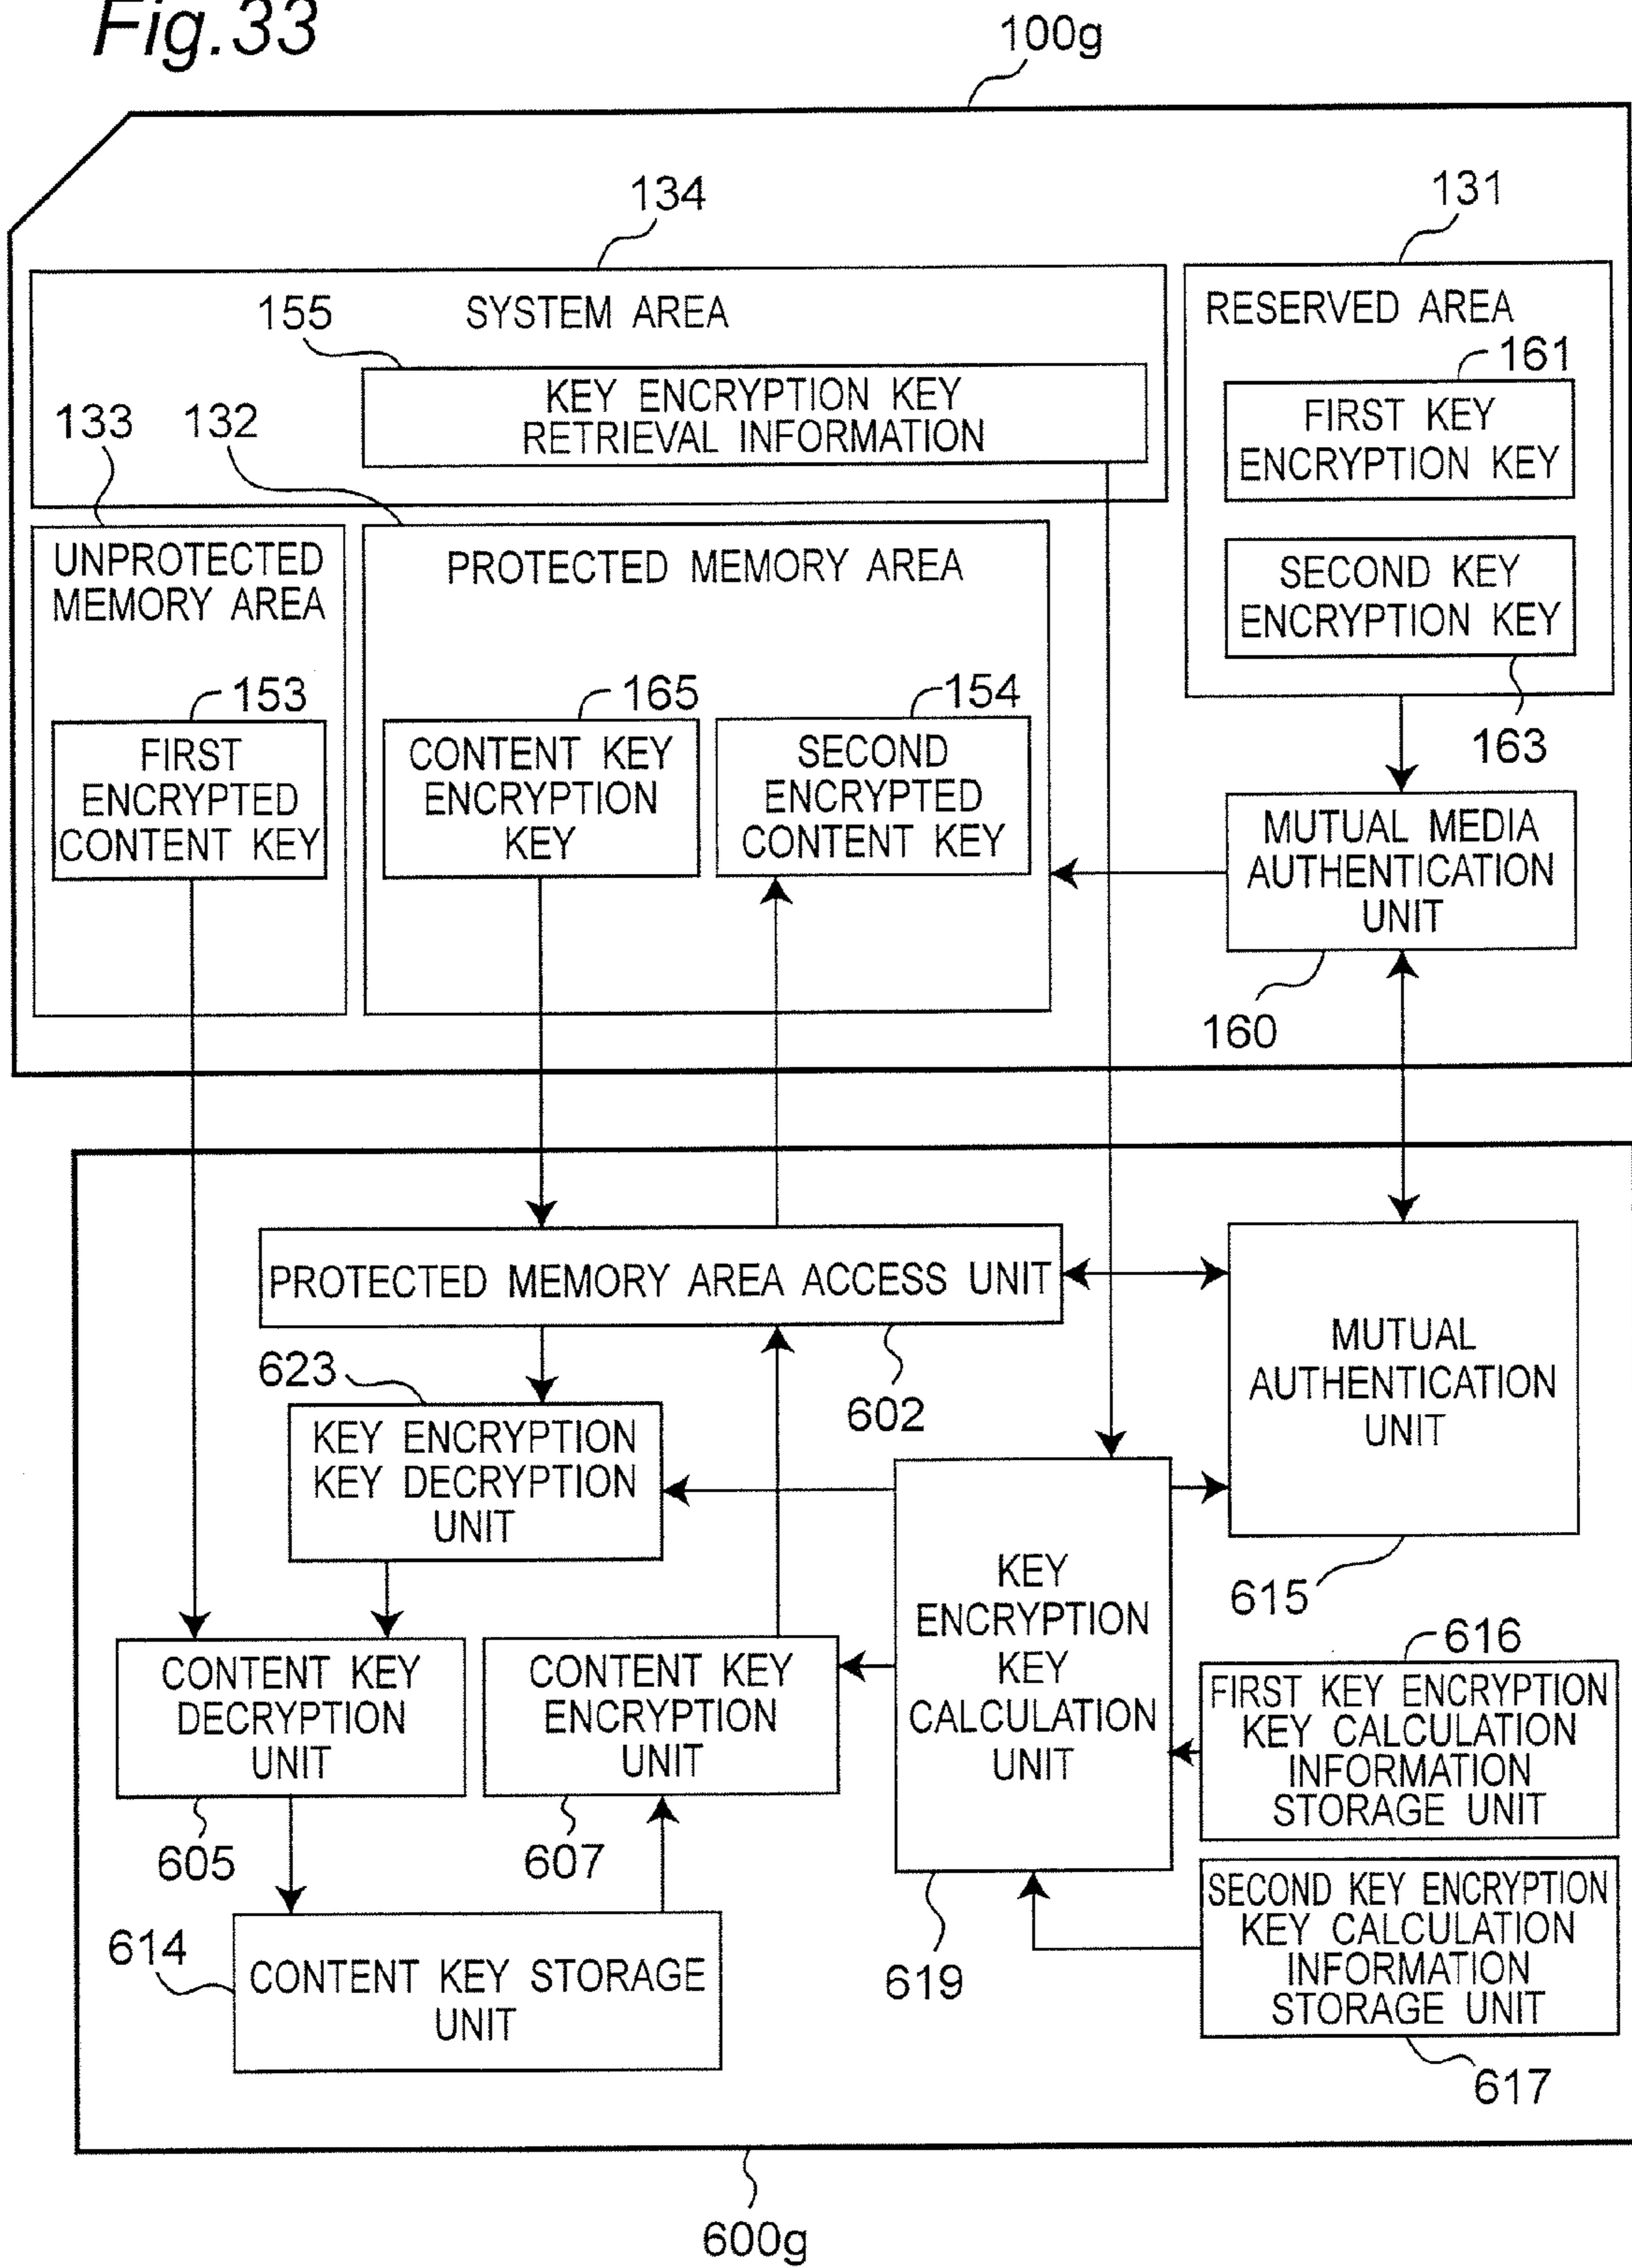 Fig.33
100g
134
131
SYSTEM AREA
155
KEY ENCRYPTION KEY
RETRIEVAL INFORMATION
RESERVED AREA
161
FIRST KEY
ENCRYPTION KEY
SECOND KEY
ENCRYPTION KEY
163
133
132
UNPROTECTED
MEMORY AREA
153
FIRST
ENCRYPTED
CONTENT KEY
PROTECTED MEMORY AREA
165
CONTENT KEY
ENCRYPTION
KEY
154
SECOND
ENCRYPTED
CONTENT KEY
MUTUAL MEDIA
AUTHENTICATION
UNIT
160
PROTECTED MEMORY AREA ACCESS UNIT
602
MUTUAL
AUTHENTICATION
UNIT
615
623
KEY ENCRYPTION
KEY DECRYPTION
UNIT
KEY
ENCRYPTION
KEY
CALCULATION
UNIT
619
CONTENT KEY
DECRYPTION
UNIT
605
CONTENT KEY
ENCRYPTION
UNIT
607
616
FIRST KEY ENCRYPTION
KEY CALCULATION
INFORMATION
STORAGE UNIT
SECOND KEY ENCRYPTION
KEY CALCULATION
INFORMATION
STORAGE UNIT
617
614
CONTENT KEY STORAGE
UNIT
600g